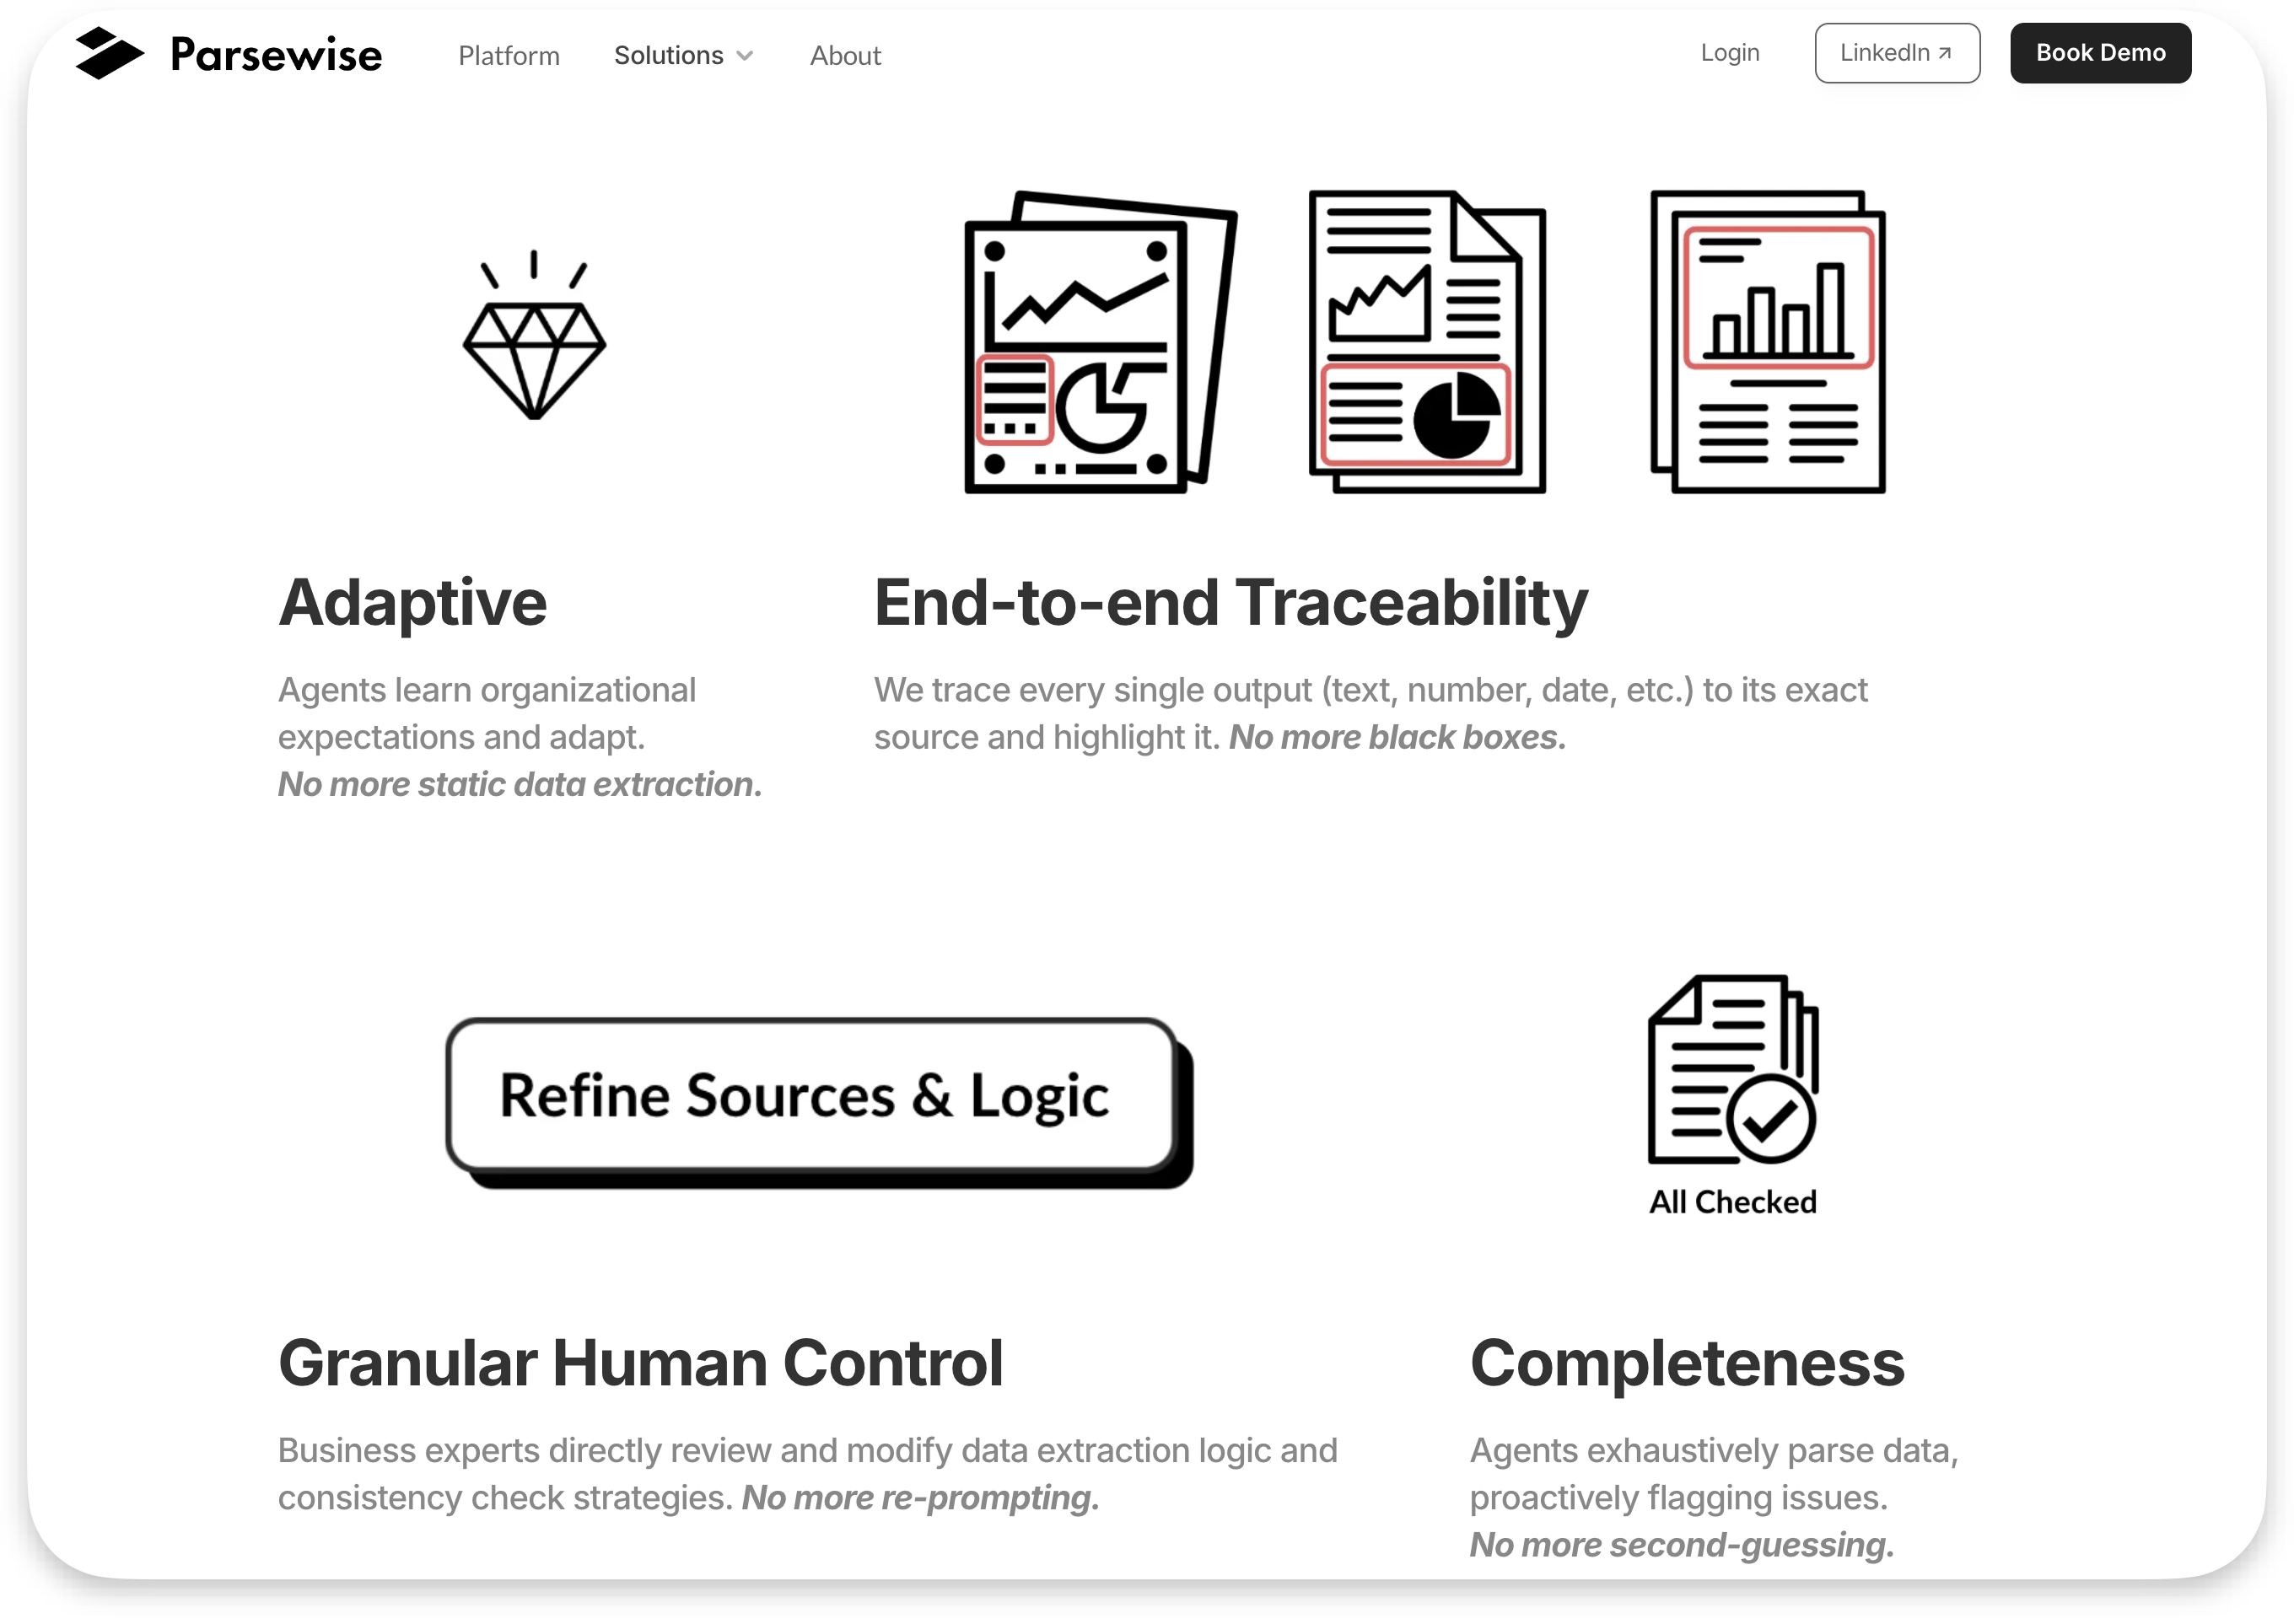 Parsewise
Platform
Solutions
About
Login
LinkedIn ↗
Book Demo
Adaptive
Agents learn organizational
expectations and adapt.
No more static data extraction.
End-to-end Traceability
We trace every single output (text, number, date, etc.) to its exact
source and highlight it. No more black boxes.
Refine Sources & Logic
All Checked
Granular Human Control
Business experts directly review and modify data extraction logic and
consistency check strategies. No more re-prompting.
Completeness
Agents exhaustively parse data,
proactively flagging issues.
No more second-guessing.